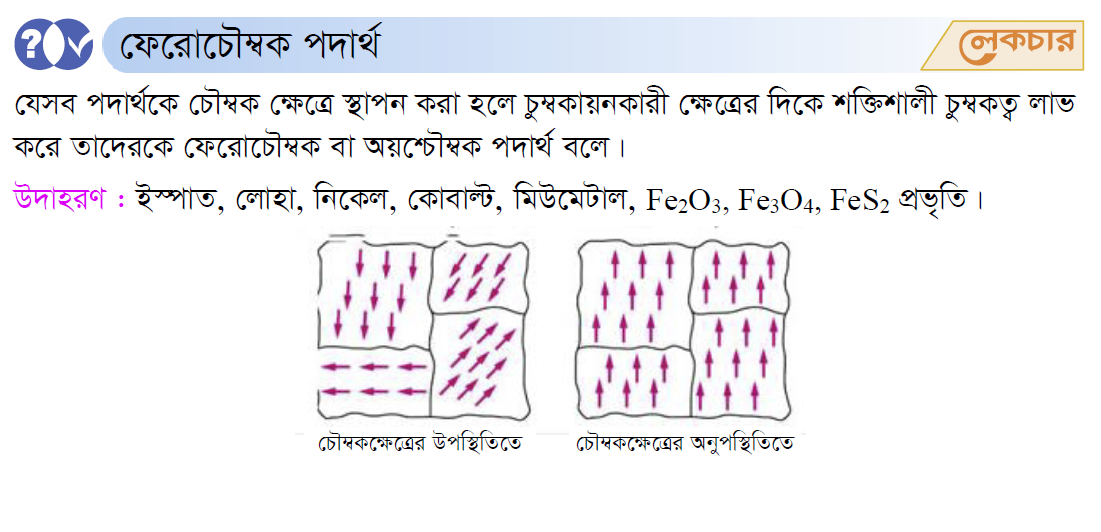 ফেরোচৌম্বক পদার্থ
লেকচার
যেসব পদার্থকে চৌম্বক ক্ষেত্রে স্থাপন করা হলে চুম্বকায়নকারী ক্ষেত্রের দিকে শক্তিশালী চুম্বকত্ব লাভ
করে তাদেরকে ফেরোচৌম্বক বা অয়শ্চৌম্বক পদার্থ বলে।
উদাহরণ : ইস্পাত, লোহা, নিকেল, কোবাল্ট, মিউমেটাল, Fe₂O₃, Fe₃O₄, FeS₂ প্রভৃতি।
চৌম্বকক্ষেত্রের উপস্থিতিতে
চৌম্বকক্ষেত্রের অনুপস্থিতিতে